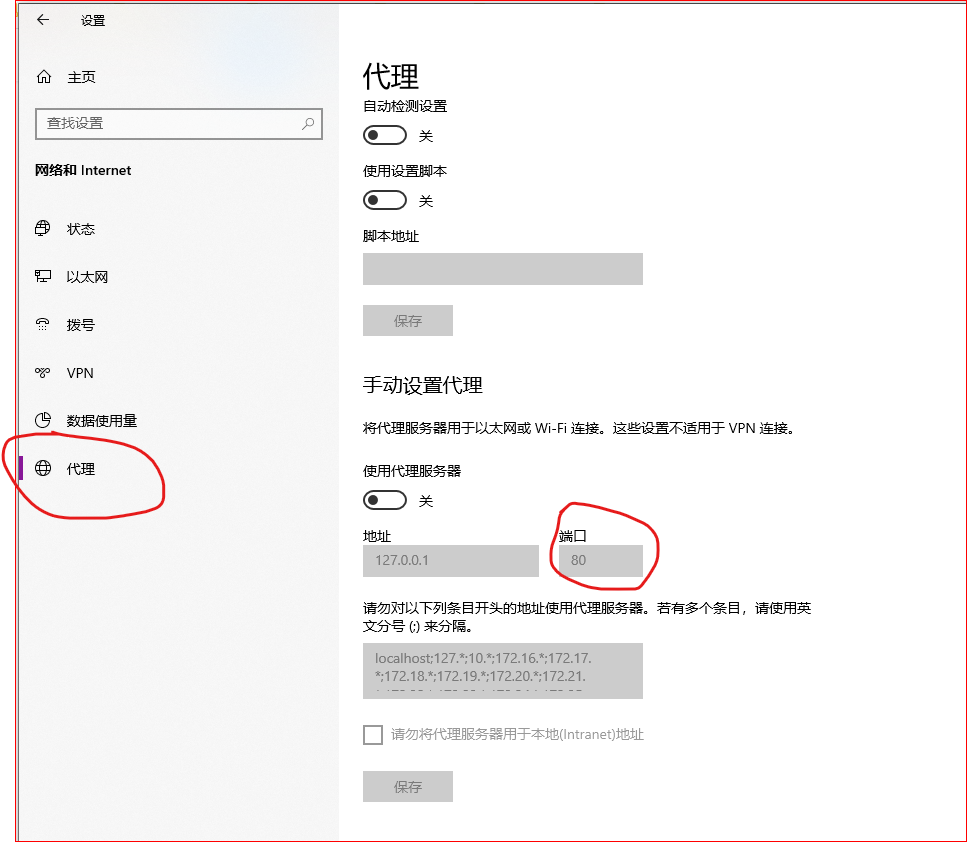 设置
主页
查找设置
网络和 Internet
状态
以太网
拨号
VPN
数据使用量
代理
代理
自动检测设置
关
使用设置脚本
关
脚本地址
保存
手动设置代理
将代理服务器用于以太网或 Wi-Fi 连接。这些设置不适用于 VPN 连接。
使用代理服务器
关
地址 端口
127.0.0.1 80
请勿对以下列条目开头的地址使用代理服务器。若有多个条目，请使用英
文分号 (;) 来分隔。
localhost;127.*;10.*;172.16.*;172.17.
*;172.18.*;172.19.*;172.20.*;172.21.
请勿将代理服务器用于本地(Intranet)地址
保存